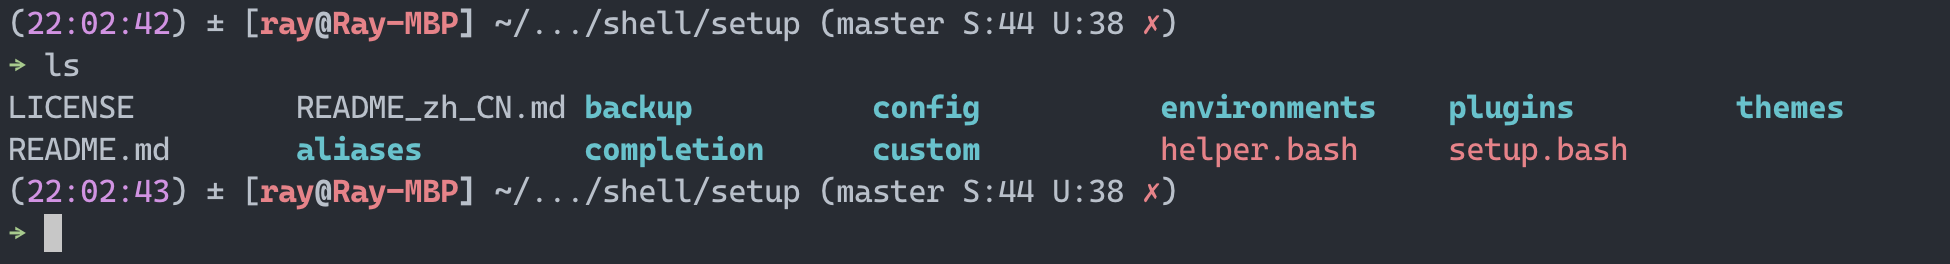 (22:02:42) ± [ray@Ray-MBP] ~/.../shell/setup (master S:44 U:38 ✗)
→ ls
LICENSE         README_zh_CN.md backup          config          environments    plugins         themes
README.md       aliases         completion      custom          helper.bash     setup.bash
(22:02:43) ± [ray@Ray-MBP] ~/.../shell/setup (master S:44 U:38 ✗)
→